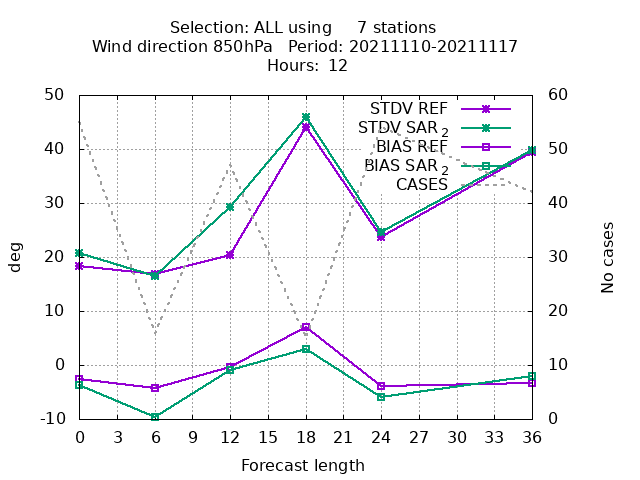 Selection: ALL using 7 stations
Wind direction 850hPa Period: 20211110-20211117
Hours: 12
50 60
STDV REF
STDV SAR 2
40 50
BIAS REF
BIAS SAR 2
CASES
30 40
20 30
deg
No cases
10 20
0 10
-10 0
0 3 6 9 12 15 18 21 24 27 30 33 36
Forecast length